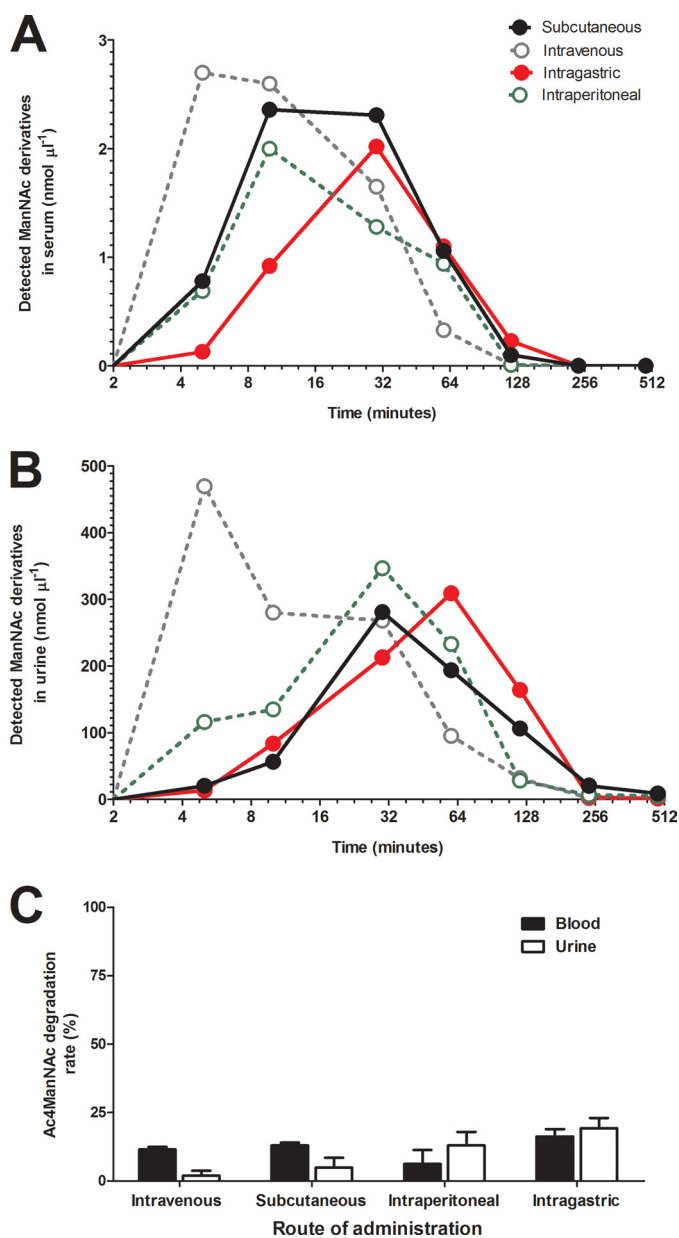 A
Subcutaneous
Intravenous
Intragastric
Intraperitoneal
Detected ManNAc derivatives
in serum (nmol µl⁻¹)
3
2
1
0
2 4 8 16 32 64 128 256 512
Time (minutes)
B
Detected ManNAc derivatives
in urine (nmol µl⁻¹)
500
400
300
200
100
0
2 4 8 16 32 64 128 256 512
Time (minutes)
C
Blood
Urine
Ac4ManNAc degradation
rate (%)
100
75
50
25
0
Intravenous Subcutaneous Intraperitoneal Intragastric
Route of administration